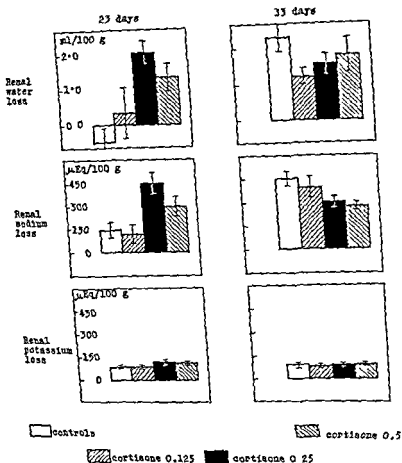 23 days
33 days
ml/100 g
2·0
1·0
0 0
Renal
water
loss
µEq/100 g
450
300
150
0
Renal
sodium
loss
µEq/100 g
450
300
150
0
Renal
potassium
loss
controls
cortisone 0.5
cortisone 0.125
cortisone 0 25